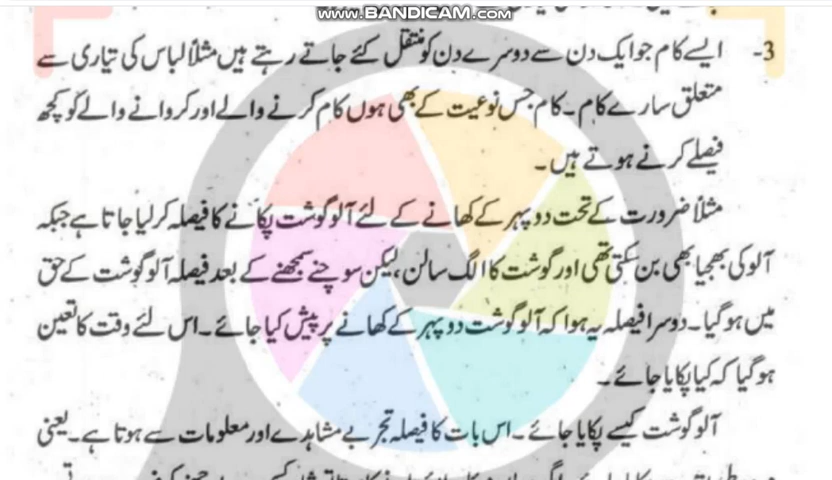 www.BANDICAM.com
3- ایسے کام جو ایک دن سے دوسرے دن کو منتقل کئے جاتے رہتے ہیں مثلاً لباس کی تیاری سے
متعلق سارے کام۔ کام جس نوعیت کے بھی ہوں کام کرنے والے اور کروانے والے کو کچھ
فیصلے کرنے ہوتے ہیں۔
مثلاً ضرورت کے تحت دوپہر کے کھانے کے لئے آلو گوشت پکانے کا فیصلہ کر لیا جاتا ہے جبکہ
آلو کی بھجیا بھی بن سکتی تھی اور گوشت کا الگ سالن، لیکن سوچنے سمجھنے کے بعد فیصلہ آلو گوشت کے حق
میں ہو گیا۔ دوسرا فیصلہ یہ ہوا کہ آلو گوشت دوپہر کے کھانے پر پیش کیا جائے۔ اس لئے وقت کا تعین
ہو گیا کہ کیا پکایا جائے۔
آلو گوشت کیسے پکایا جائے۔ اس بات کا فیصلہ تجربے مشاہدے اور معلومات سے ہوتا ہے۔ یعنی